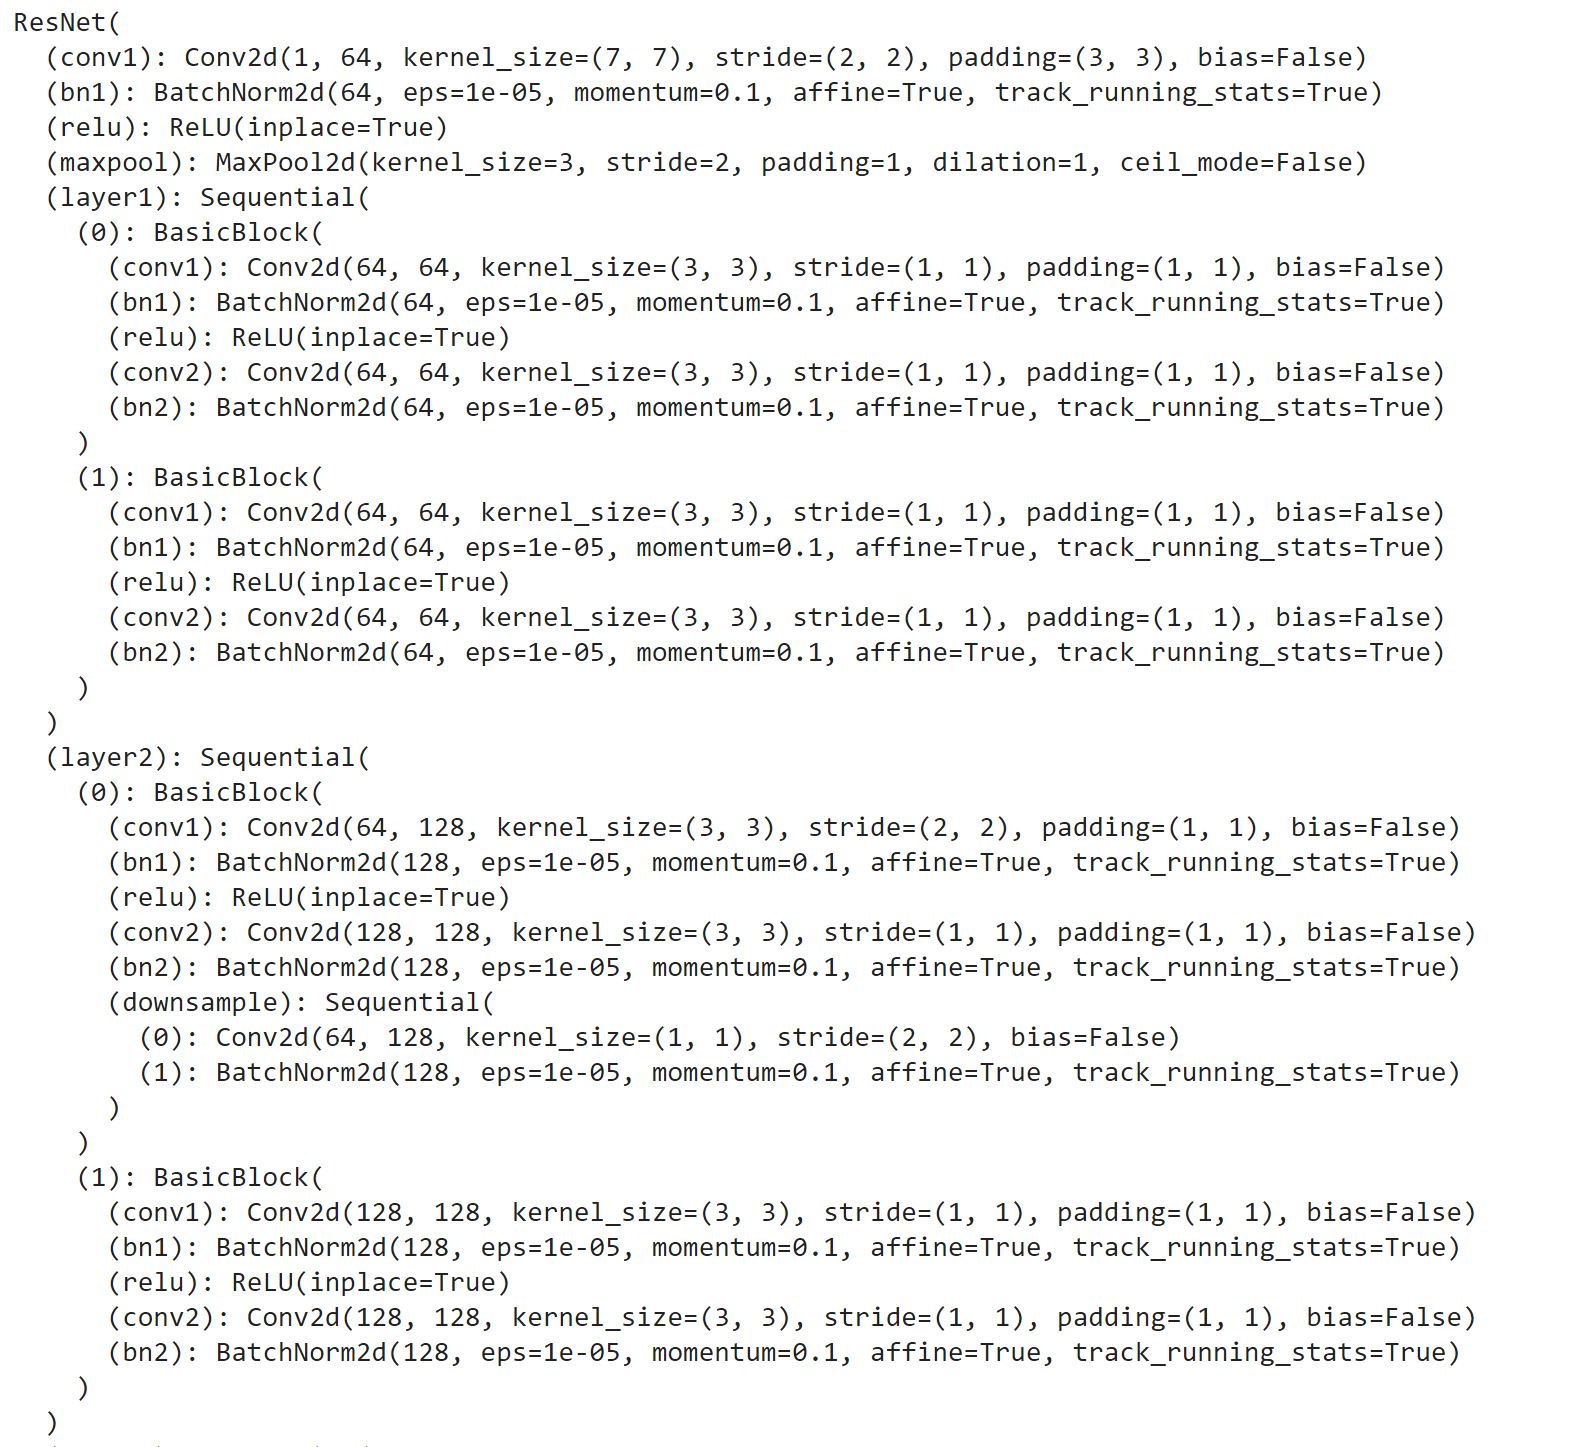 ResNet(
  (conv1): Conv2d(1, 64, kernel_size=(7, 7), stride=(2, 2), padding=(3, 3), bias=False)
  (bn1): BatchNorm2d(64, eps=1e-05, momentum=0.1, affine=True, track_running_stats=True)
  (relu): ReLU(inplace=True)
  (maxpool): MaxPool2d(kernel_size=3, stride=2, padding=1, dilation=1, ceil_mode=False)
  (layer1): Sequential(
    (0): BasicBlock(
      (conv1): Conv2d(64, 64, kernel_size=(3, 3), stride=(1, 1), padding=(1, 1), bias=False)
      (bn1): BatchNorm2d(64, eps=1e-05, momentum=0.1, affine=True, track_running_stats=True)
      (relu): ReLU(inplace=True)
      (conv2): Conv2d(64, 64, kernel_size=(3, 3), stride=(1, 1), padding=(1, 1), bias=False)
      (bn2): BatchNorm2d(64, eps=1e-05, momentum=0.1, affine=True, track_running_stats=True)
    )
    (1): BasicBlock(
      (conv1): Conv2d(64, 64, kernel_size=(3, 3), stride=(1, 1), padding=(1, 1), bias=False)
      (bn1): BatchNorm2d(64, eps=1e-05, momentum=0.1, affine=True, track_running_stats=True)
      (relu): ReLU(inplace=True)
      (conv2): Conv2d(64, 64, kernel_size=(3, 3), stride=(1, 1), padding=(1, 1), bias=False)
      (bn2): BatchNorm2d(64, eps=1e-05, momentum=0.1, affine=True, track_running_stats=True)
    )
  )
  (layer2): Sequential(
    (0): BasicBlock(
      (conv1): Conv2d(64, 128, kernel_size=(3, 3), stride=(2, 2), padding=(1, 1), bias=False)
      (bn1): BatchNorm2d(128, eps=1e-05, momentum=0.1, affine=True, track_running_stats=True)
      (relu): ReLU(inplace=True)
      (conv2): Conv2d(128, 128, kernel_size=(3, 3), stride=(1, 1), padding=(1, 1), bias=False)
      (bn2): BatchNorm2d(128, eps=1e-05, momentum=0.1, affine=True, track_running_stats=True)
      (downsample): Sequential(
        (0): Conv2d(64, 128, kernel_size=(1, 1), stride=(2, 2), bias=False)
        (1): BatchNorm2d(128, eps=1e-05, momentum=0.1, affine=True, track_running_stats=True)
      )
    )
    (1): BasicBlock(
      (conv1): Conv2d(128, 128, kernel_size=(3, 3), stride=(1, 1), padding=(1, 1), bias=False)
      (bn1): BatchNorm2d(128, eps=1e-05, momentum=0.1, affine=True, track_running_stats=True)
      (relu): ReLU(inplace=True)
      (conv2): Conv2d(128, 128, kernel_size=(3, 3), stride=(1, 1), padding=(1, 1), bias=False)
      (bn2): BatchNorm2d(128, eps=1e-05, momentum=0.1, affine=True, track_running_stats=True)
    )
  )